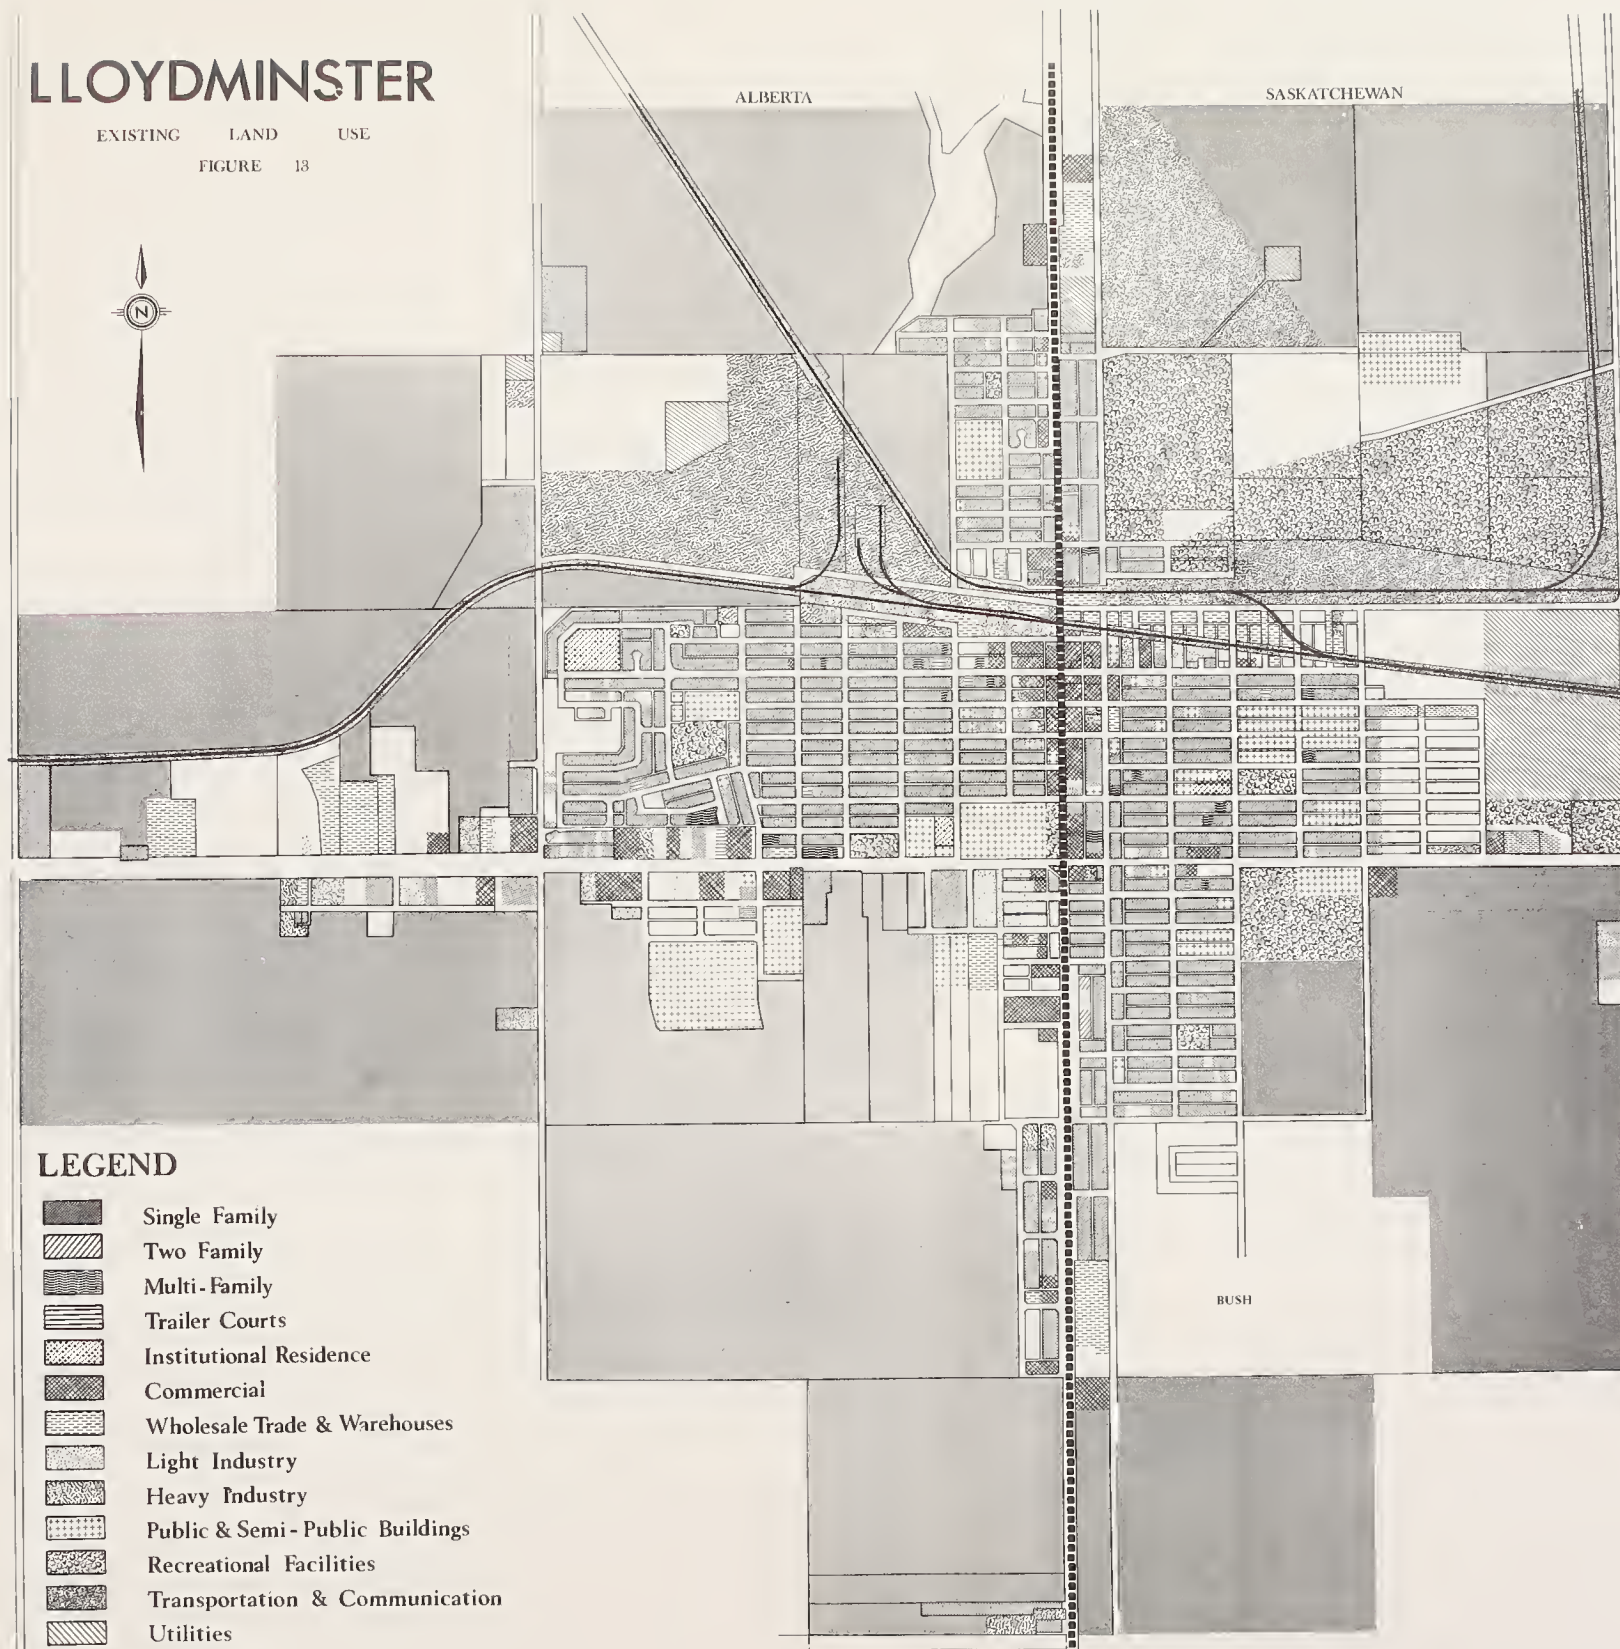 LLOYDMINSTER
EXISTING LAND USE
FIGURE 13
ALBERTA
SASKATCHEWAN
N
BUSH
LEGEND
Single Family
Two Family
Multi-Family
Trailer Courts
Institutional Residence
Commercial
Wholesale Trade & Warehouses
Light Industry
Heavy Industry
Public & Semi-Public Buildings
Recreational Facilities
Transportation & Communication
Utilities